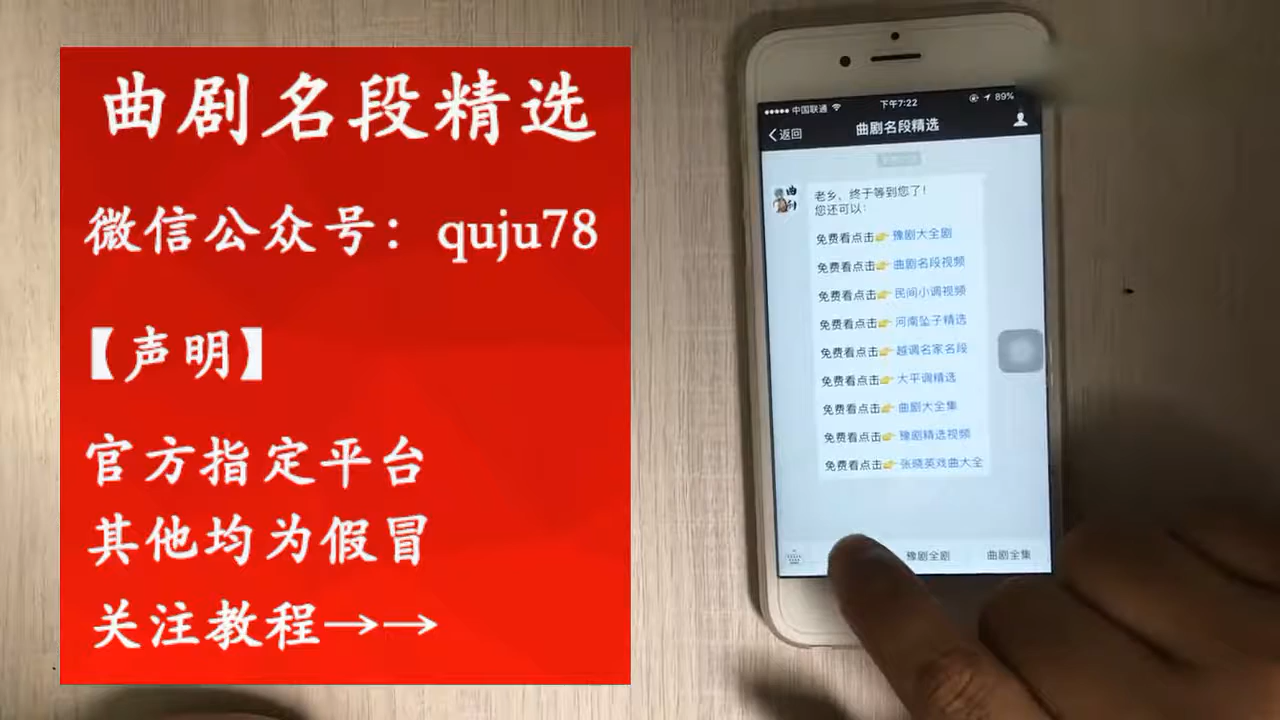 曲剧名段精选
微信公众号：quju78
【声明】
官方指定平台
其他均为假冒
关注教程→→
中国联通 下午7:22 89%
返回 曲剧名段精选
老乡，终于等到您了！
您还可以：
免费看点击👉豫剧大全剧
免费看点击👉曲剧名段视频
免费看点击👉民间小调视频
免费看点击👉河南坠子精选
免费看点击👉越调名家名段
免费看点击👉大平调精选
免费看点击👉曲剧大全集
免费看点击👉豫剧精选视频
免费看点击👉张晓英戏曲大全
豫剧全剧 曲剧全集